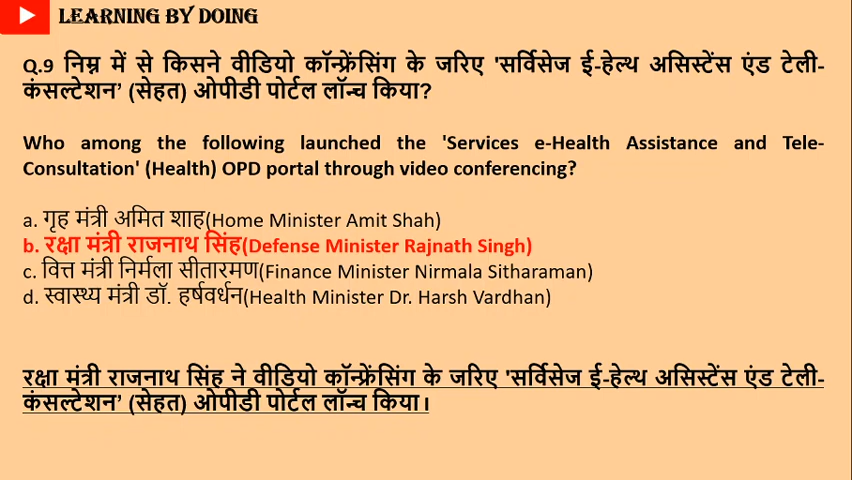 LEARNING BY DOING
Q.9 निम्न में से किसने वीडियो कॉन्फ्रेंसिंग के जरिए 'सर्विसेज ई-हेल्थ असिस्टेंस एंड टेली-
कंसल्टेशन’ (सेहत) ओपीडी पोर्टल लॉन्च किया?
Who among the following launched the 'Services e-Health Assistance and Tele-
Consultation' (Health) OPD portal through video conferencing?
a. गृह मंत्री अमित शाह(Home Minister Amit Shah)
b. रक्षा मंत्री राजनाथ सिंह(Defense Minister Rajnath Singh)
c. वित्त मंत्री निर्मला सीतारमण(Finance Minister Nirmala Sitharaman)
d. स्वास्थ्य मंत्री डॉ. हर्षवर्धन(Health Minister Dr. Harsh Vardhan)
रक्षा मंत्री राजनाथ सिंह ने वीडियो कॉन्फ्रेंसिंग के जरिए 'सर्विसेज ई-हेल्थ असिस्टेंस एंड टेली-
कंसल्टेशन’ (सेहत) ओपीडी पोर्टल लॉन्च किया।